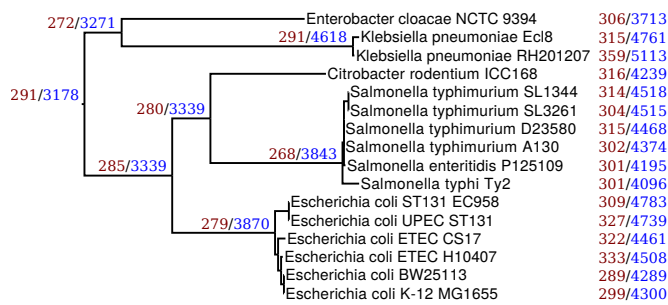 Enterobacter cloacae NCTC 9394 306/3713
272/3271
291/4618 Klebsiella pneumoniae Ecl8 315/4761
Klebsiella pneumoniae RH201207 359/5113
Citrobacter rodentium ICC168 316/4239
291/3178
Salmonella typhimurium SL1344 314/4518
280/3339
Salmonella typhimurium SL3261 304/4515
Salmonella typhimurium D23580 315/4468
Salmonella typhimurium A130 302/4374
268/3843
285/3339
Salmonella enteritidis P125109 301/4195
Salmonella typhi Ty2 301/4096
Escherichia coli ST131 EC958 309/4783
279/3870
Escherichia coli UPEC ST131 327/4739
Escherichia coli ETEC CS17 322/4461
Escherichia coli ETEC H10407 333/4508
Escherichia coli BW25113 289/4289
Escherichia coli K-12 MG1655 299/4300